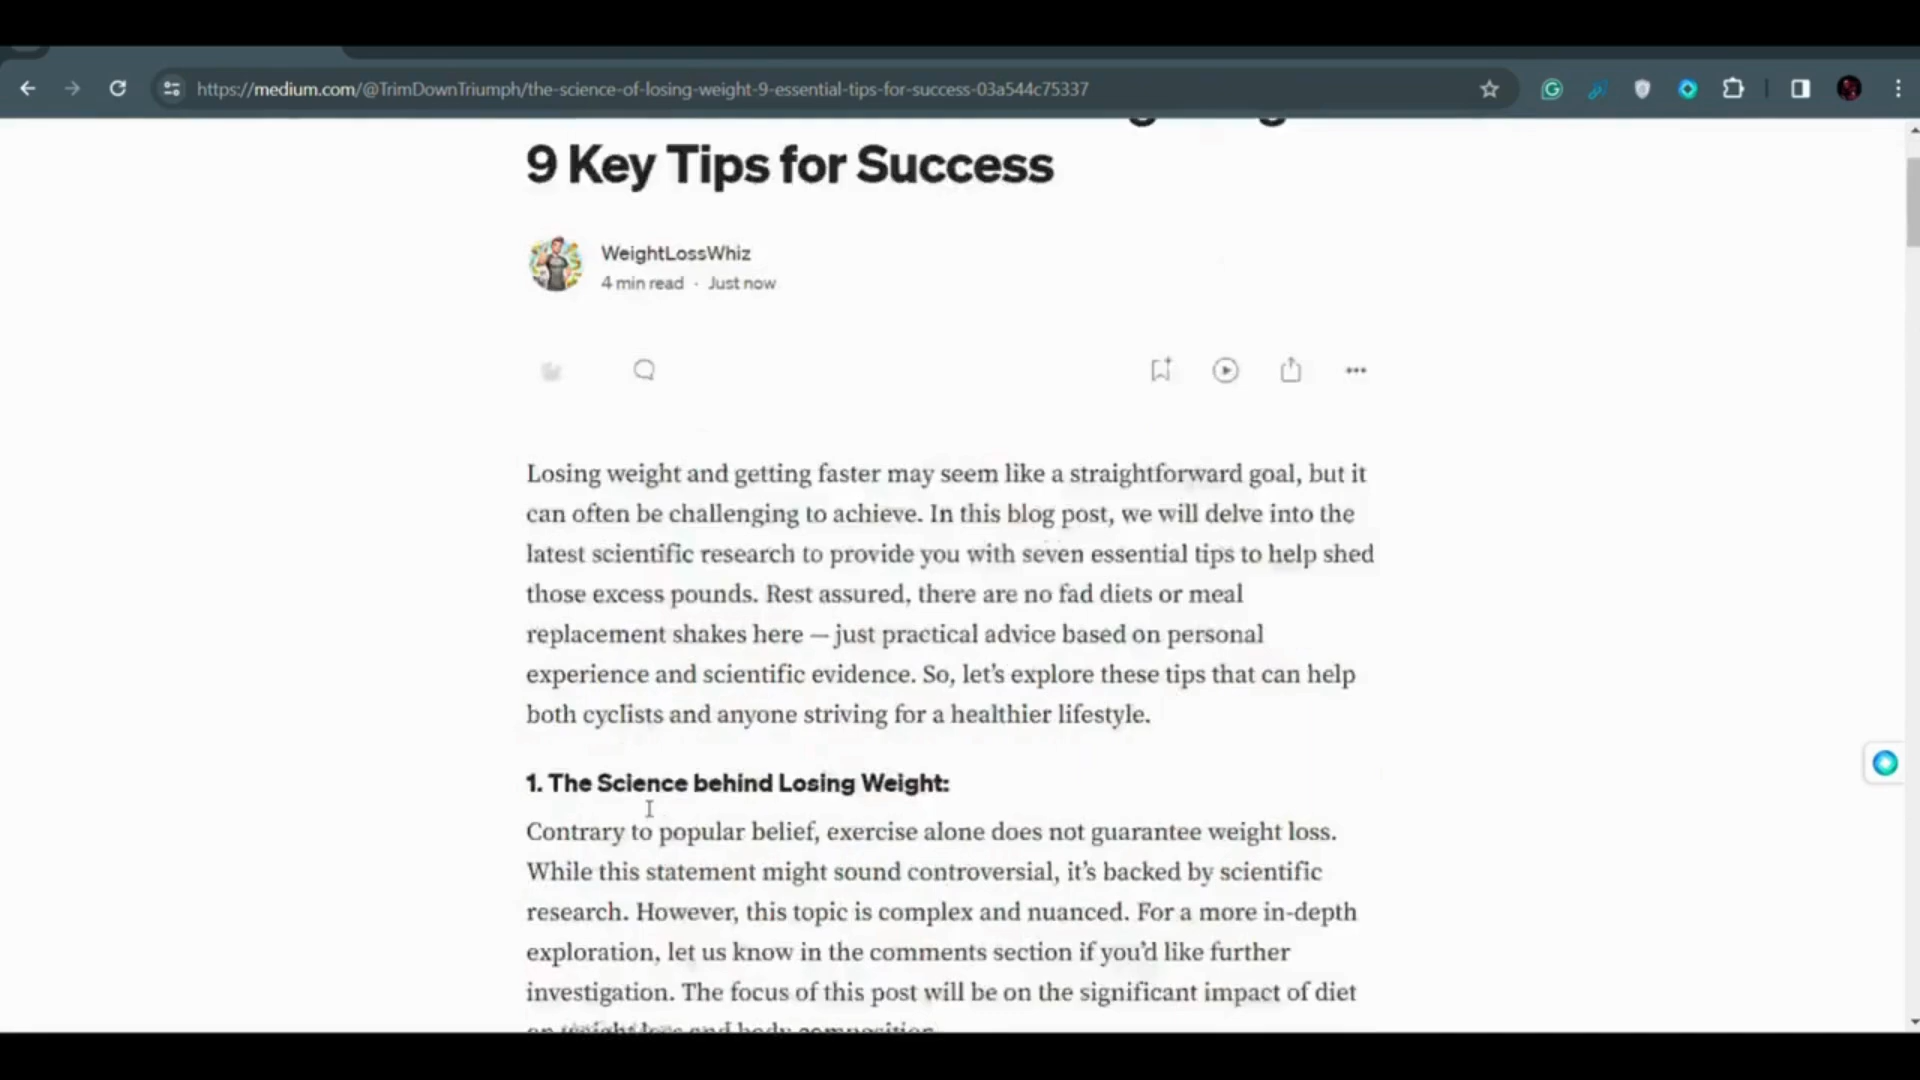 https://medium.com/@TrimDownTriumph/the-science-of-losing-weight-9-essential-tips-for-success-03a544c75337
9 Key Tips for Success
WeightLossWhiz
4 min read · Just now
Losing weight and getting faster may seem like a straightforward goal, but it
can often be challenging to achieve. In this blog post, we will delve into the
latest scientific research to provide you with seven essential tips to help shed
those excess pounds. Rest assured, there are no fad diets or meal
replacement shakes here — just practical advice based on personal
experience and scientific evidence. So, let's explore these tips that can help
both cyclists and anyone striving for a healthier lifestyle.
1. The Science behind Losing Weight:
Contrary to popular belief, exercise alone does not guarantee weight loss.
While this statement might sound controversial, it's backed by scientific
research. However, this topic is complex and nuanced. For a more in-depth
exploration, let us know in the comments section if you'd like further
investigation. The focus of this post will be on the significant impact of diet
on weight loss and body composition.